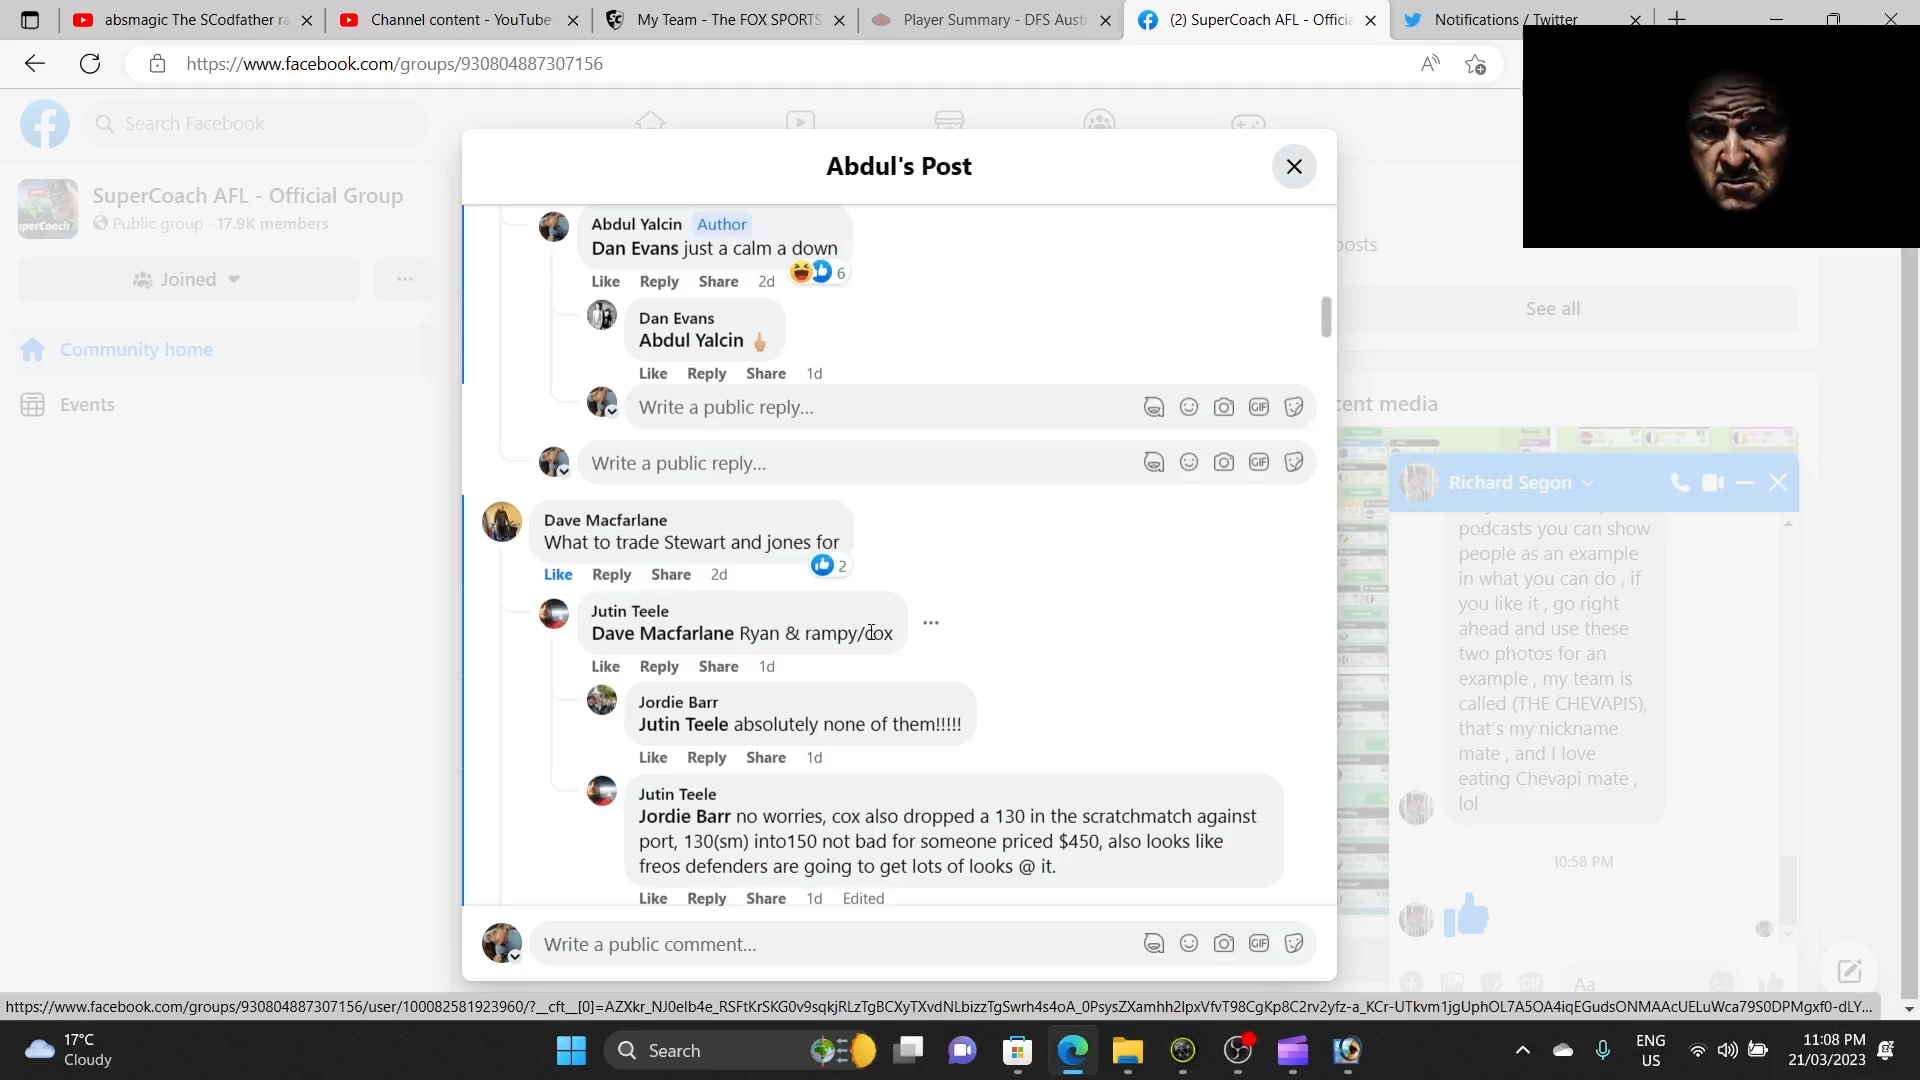 absmagic The SCodfather ra
Channel content - YouTube
My Team - The FOX SPORTS
Player Summary - DFS Aust
(2) SuperCoach AFL - Officia
Notifications / Twitter
https://www.facebook.com/groups/930804887307156
Search Facebook
SuperCoach AFL - Official Group
Public group · 17.9K members
Joined
Community home
Events
Abdul's Post
Abdul Yalcin Author
Dan Evans just a calm a down
Like Reply Share 2d 6
Dan Evans
Abdul Yalcin 🖕🏼
Like Reply Share 1d
Write a public reply...
GIF
Write a public reply...
GIF
Dave Macfarlane
What to trade Stewart and jones for
Like Reply Share 2d 2
Jutin Teele
Dave Macfarlane Ryan & rampy/cox
Like Reply Share 1d
Jordie Barr
Jutin Teele absolutely none of them!!!!!
Like Reply Share 1d
Jutin Teele
Jordie Barr no worries, cox also dropped a 130 in the scratchmatch against
port, 130(sm) into150 not bad for someone priced $450, also looks like
freos defenders are going to get lots of looks @ it.
Like Reply Share 1d Edited
Write a public comment...
GIF
posts
See all
cent media
Richard Segon
podcasts you can show
people as an example
in what you can do , if
you like it , go right
ahead and use these
two photos for an
example , my team is
called (THE CHEVAPIS),
that's my nickname
mate , and I love
eating Chevapi mate ,
lol
10:58 PM
GIF
Aa
17°C
Cloudy
Search
ENG
US
11:08 PM
21/03/2023